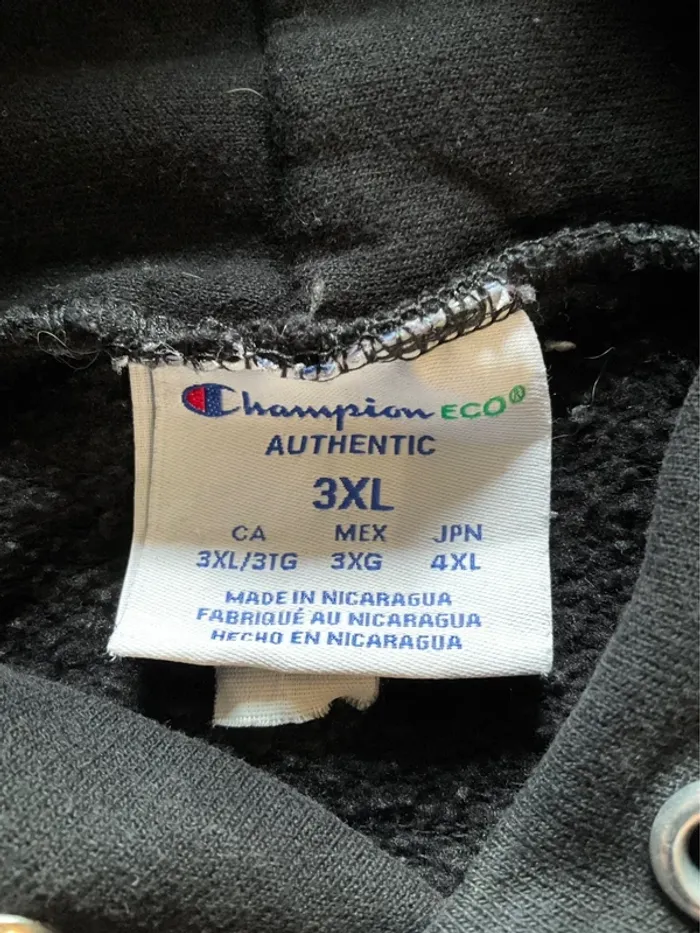 Champion ECO®
AUTHENTIC
3XL
CA MEX JPN
3XL/3TG 3XG 4XL
MADE IN NICARAGUA
FABRIQUÉ AU NICARAGUA
HECHO EN NICARAGUA